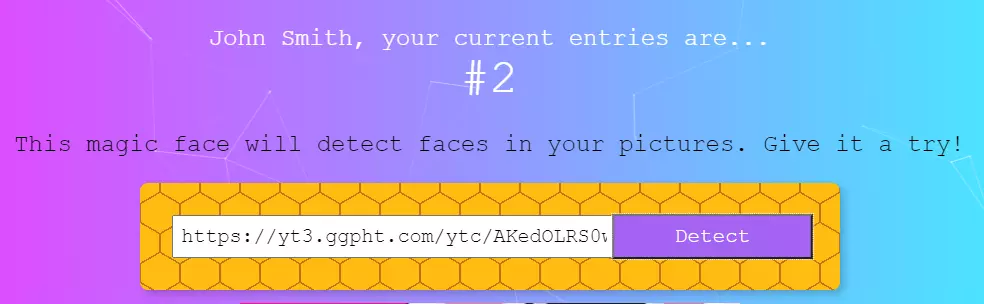 John Smith, your current entries are...
#2
This magic face will detect faces in your pictures. Give it a try!
https://yt3.ggpht.com/ytc/AKedOLRS0 Detect